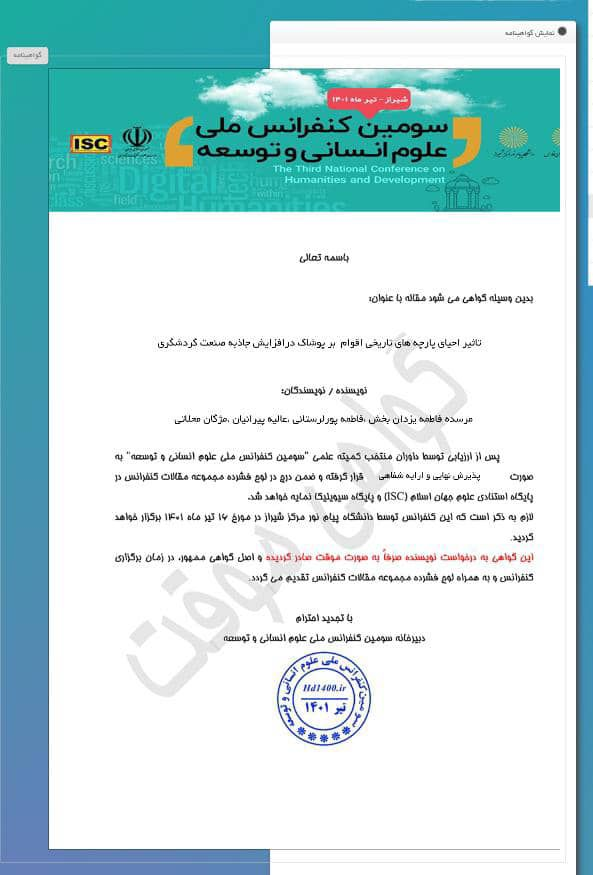 نمایش گواهینامه
گواهینامه
شیراز - تیر ماه ۱۴۰۱
سومین کنفرانس ملی
علوم انسانی و توسعه
The Third National Conference on
Humanities and Development
ISC
sciences
class
field
within
Digital
Humanities
باسمه تعالی
بدین وسیله گواهی می شود مقاله با عنوان:
تاثیر احیای پارچه های تاریخی اقوام بر پوشاک درافزایش جاذبه صنعت گردشگری
نویسنده / نویسندگان:
مرسده فاطمه یزدان بخش ،فاطمه پورلرستانی ،عالیه پیرانیان ،مژگان محلاتی
پس از ارزیابی توسط داوران منتخب کمیته علمی "سومین کنفرانس ملی علوم انسانی و توسعه" به
صورت پذیرش نهایی و ارایه شفاهی قرار گرفته و ضمن درج در لوح فشرده مجموعه مقالات کنفرانس در
پایگاه استنادی علوم جهان اسلام (ISC) و پایگاه سیویلیکا نمایه خواهد شد.
لازم به ذکر است که این کنفرانس توسط دانشگاه پیام نور مرکز شیراز در مورخ ۱۶ تیر ماه ۱۴۰۱ برگزار خواهد
گردید.
این گواهی به درخواست نویسنده صرفاً به صورت موقت صادر گردیده و اصل گواهی ممهور، در زمان برگزاری
کنفرانس و به همراه لوح فشرده مجموعه مقالات کنفرانس تقدیم می گردد.
گواهی موقت
با تجدید احترام
دبیرخانه سومین کنفرانس ملی علوم انسانی و توسعه
سومین کنفرانس ملی علوم انسانی و توسعه
Hd1400.ir
تیر ۱۴۰۱